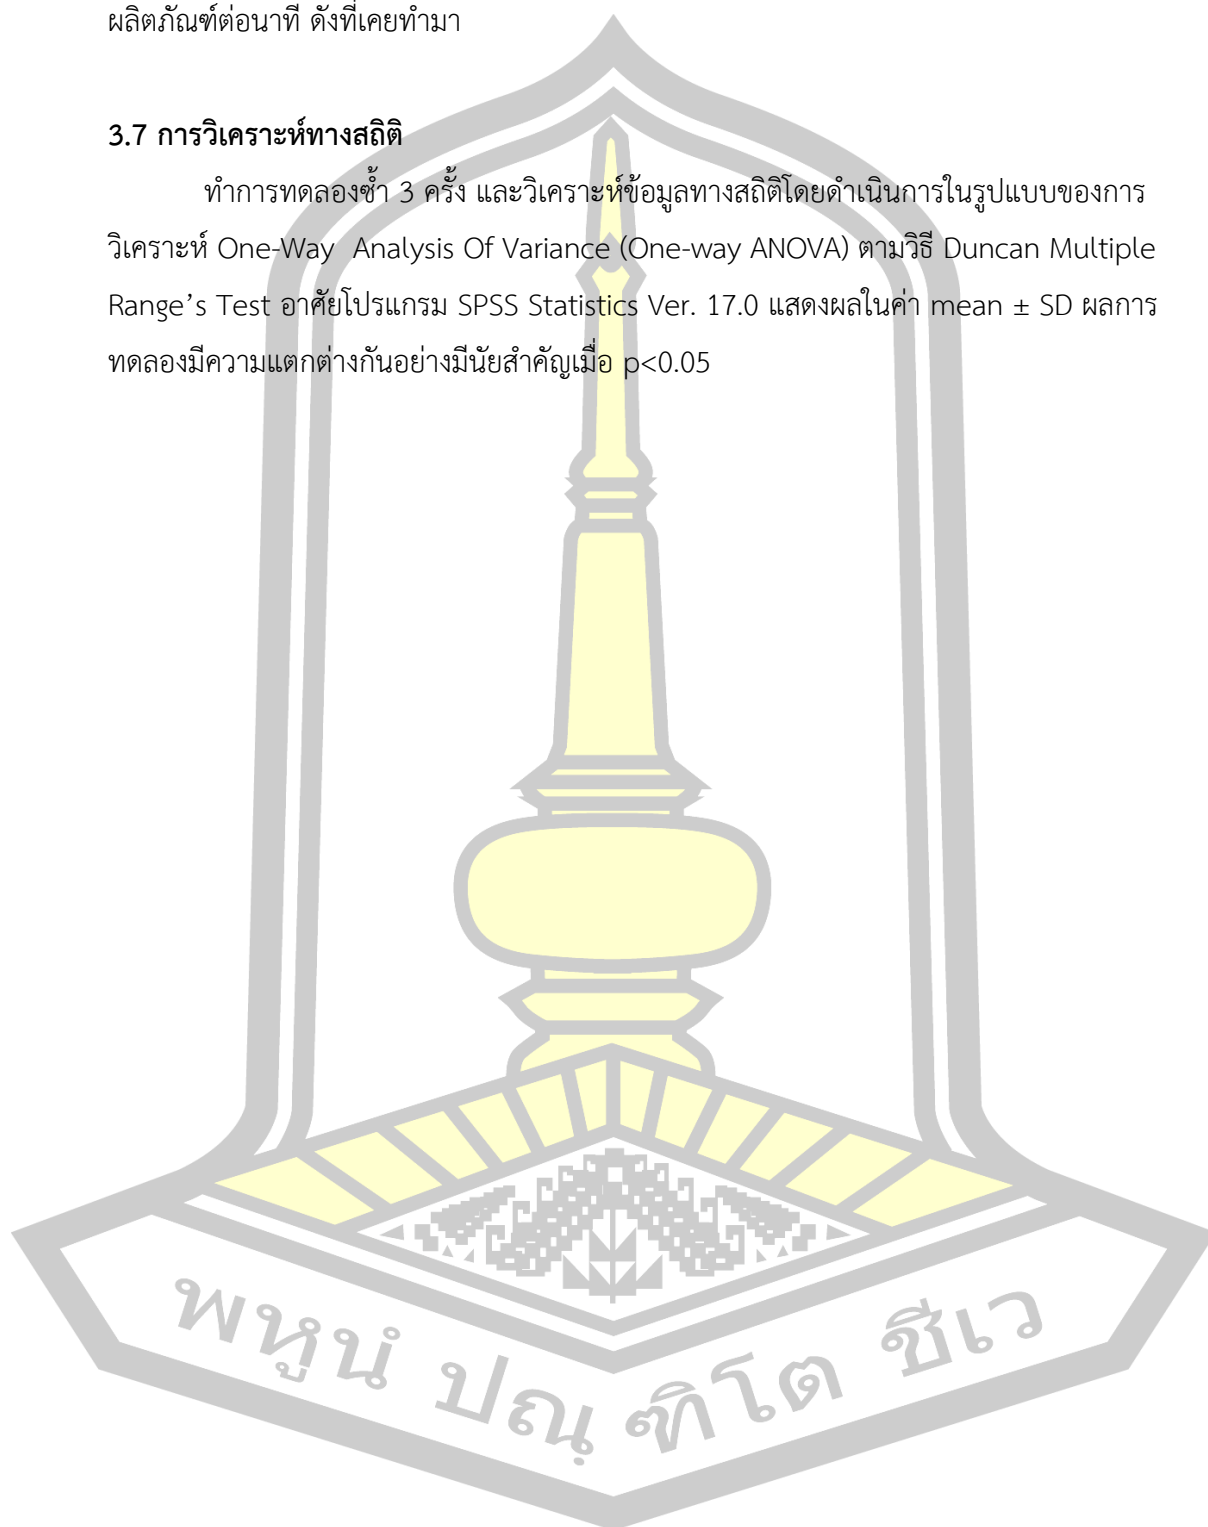 ผลิตภัณฑ์ต่อนาที ดังที่เคยทำมา
3.7 การวิเคราะห์ทางสถิติ
ทำการทดลองซ้ำ 3 ครั้ง และวิเคราะห์ข้อมูลทางสถิติโดยดำเนินการในรูปแบบของการ
วิเคราะห์ One-Way  Analysis Of Variance (One-way ANOVA) ตามวิธี Duncan Multiple
Range’s Test อาศัยโปรแกรม SPSS Statistics Ver. 17.0 แสดงผลในค่า mean ± SD ผลการ
ทดลองมีความแตกต่างกันอย่างมีนัยสำคัญเมื่อ p<0.05
พหูนํ ปณฺ ฑิโต ชีเว